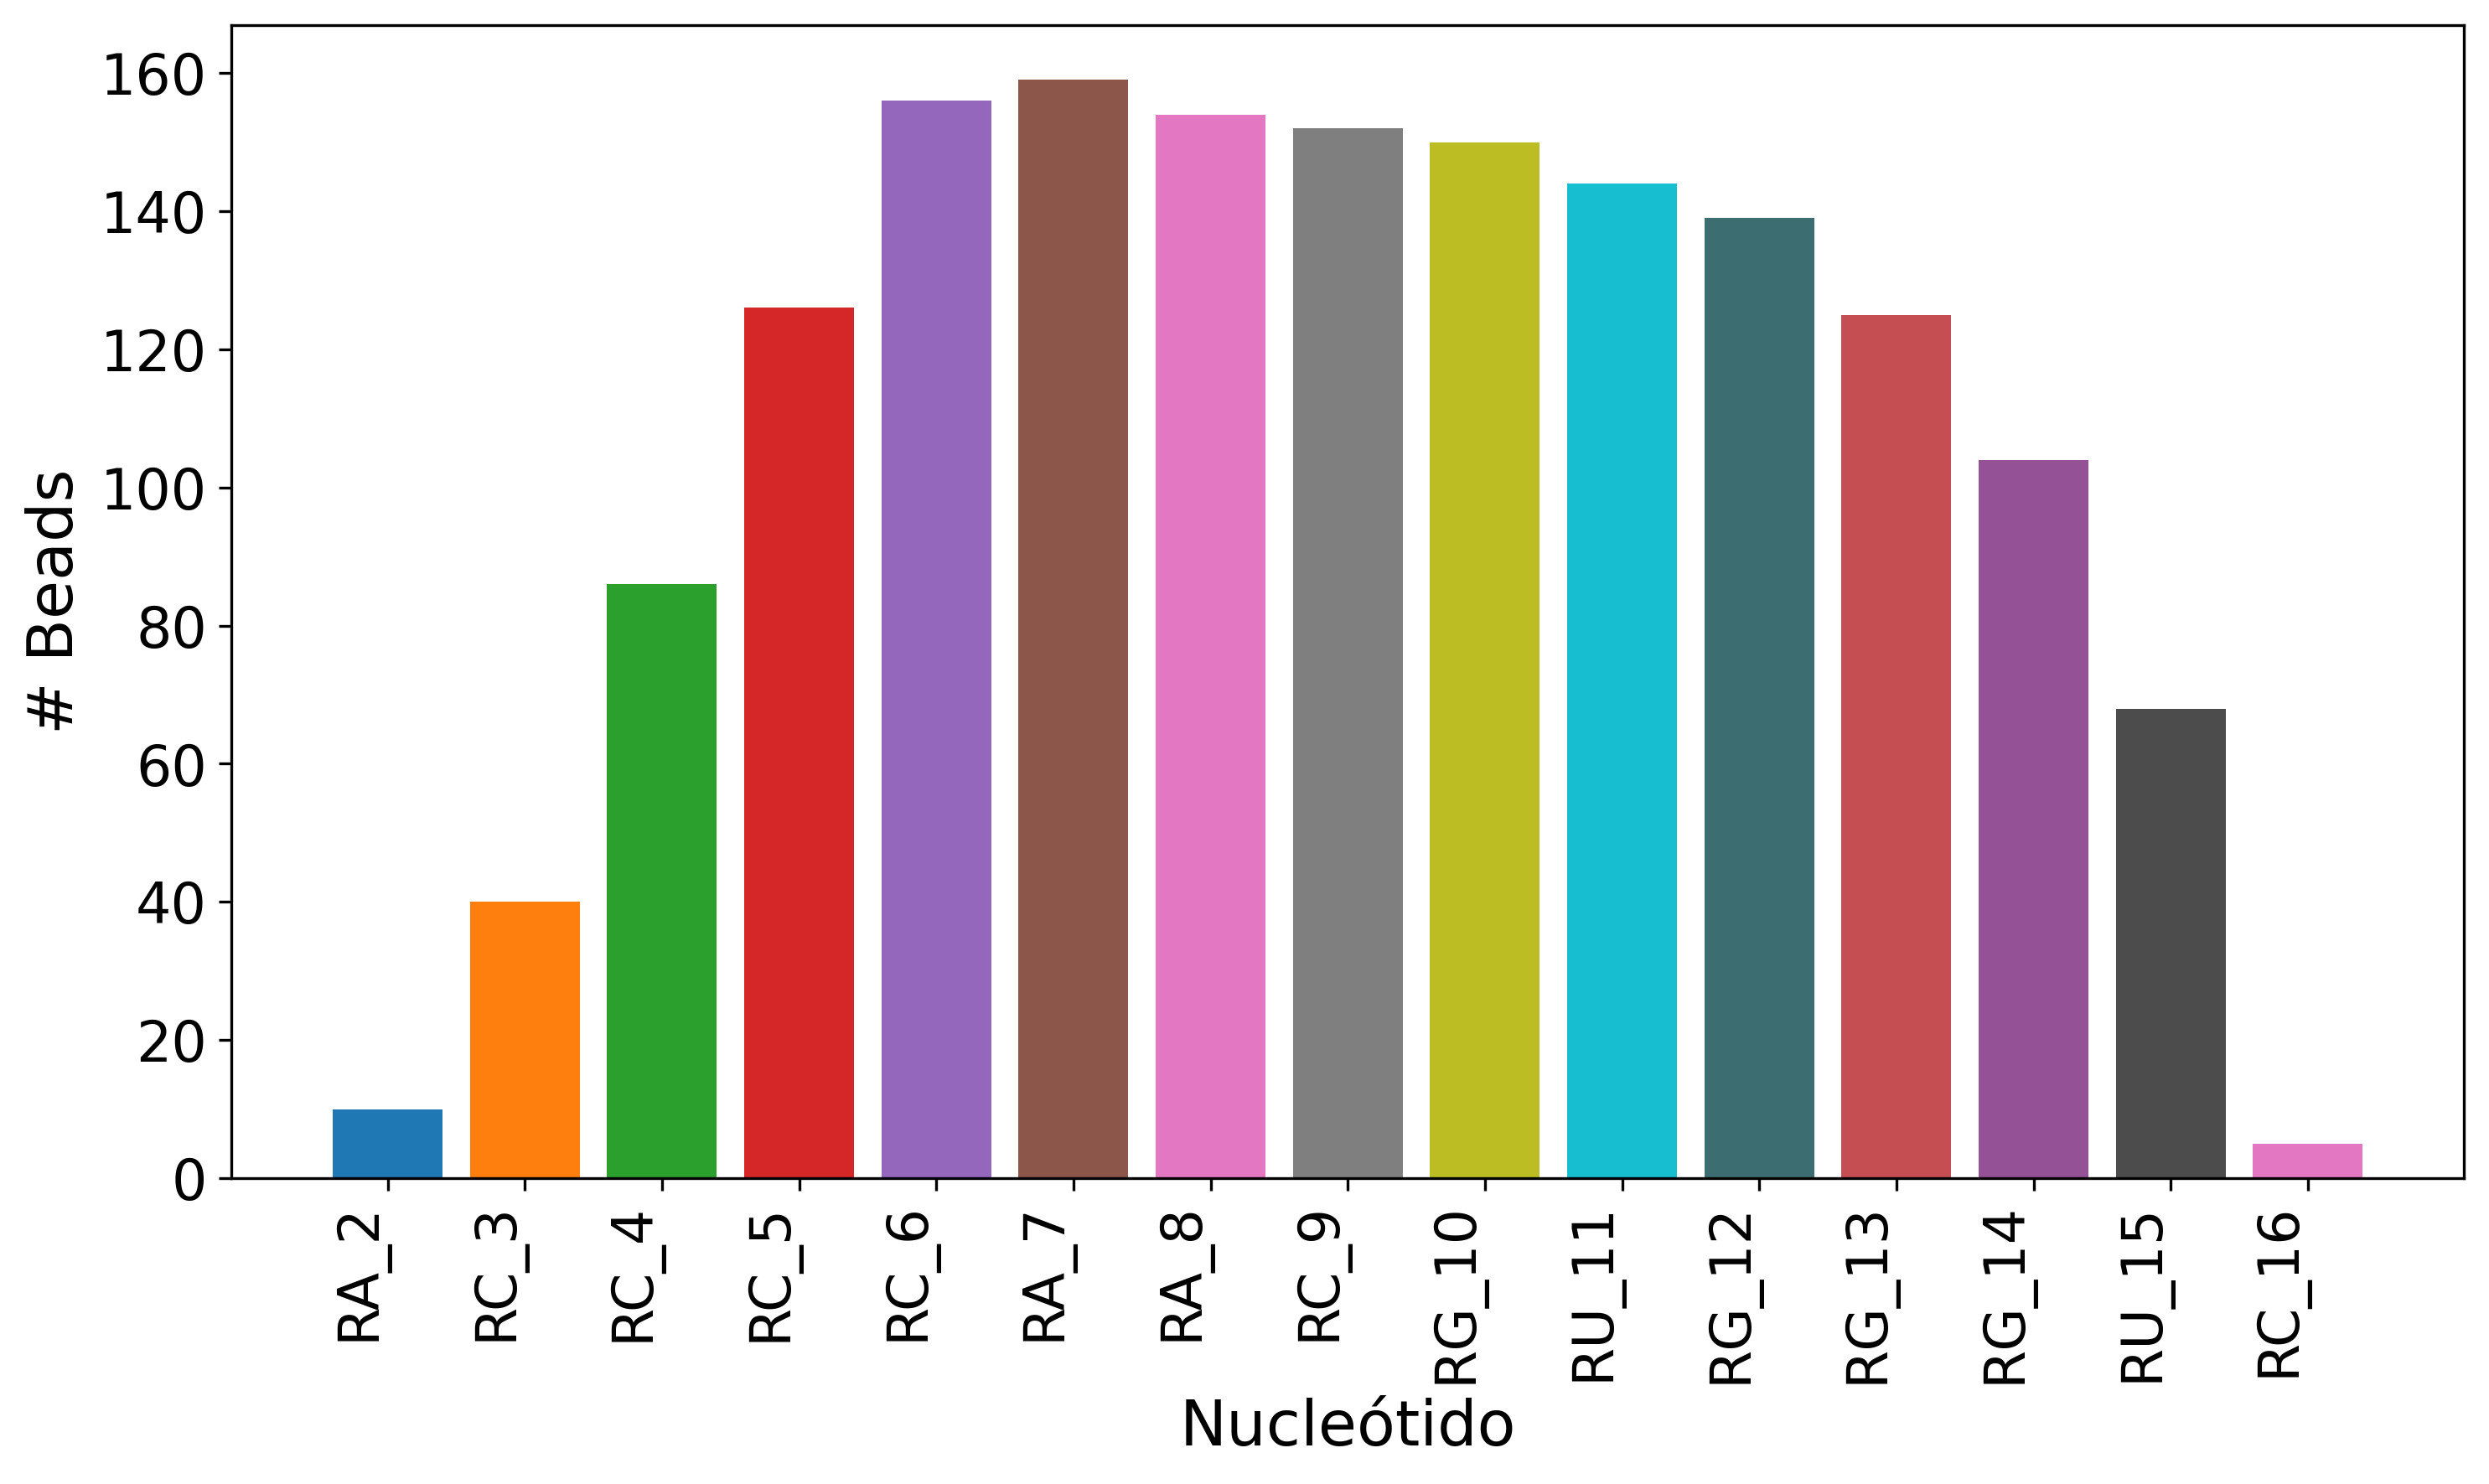 160
140
120
100
80
60
40
20
0
# Beads
RA_2
RC_3
RC_4
RC_5
RC_6
RA_7
RA_8
RC_9
RG_10
RU_11
RG_12
RG_13
RG_14
RU_15
RC_16
Nucleótido